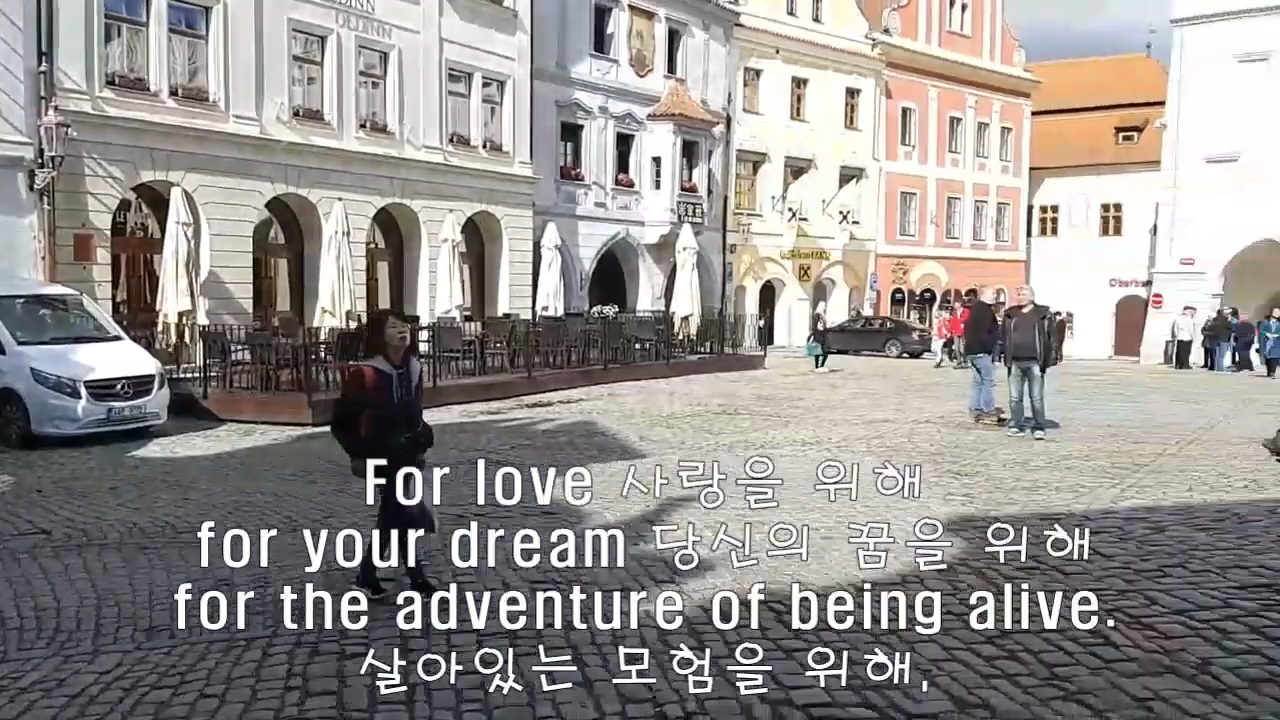 For love 사랑을 위해
for your dream 당신의 꿈을 위해
for the adventure of being alive.
살아있는 모험을 위해,